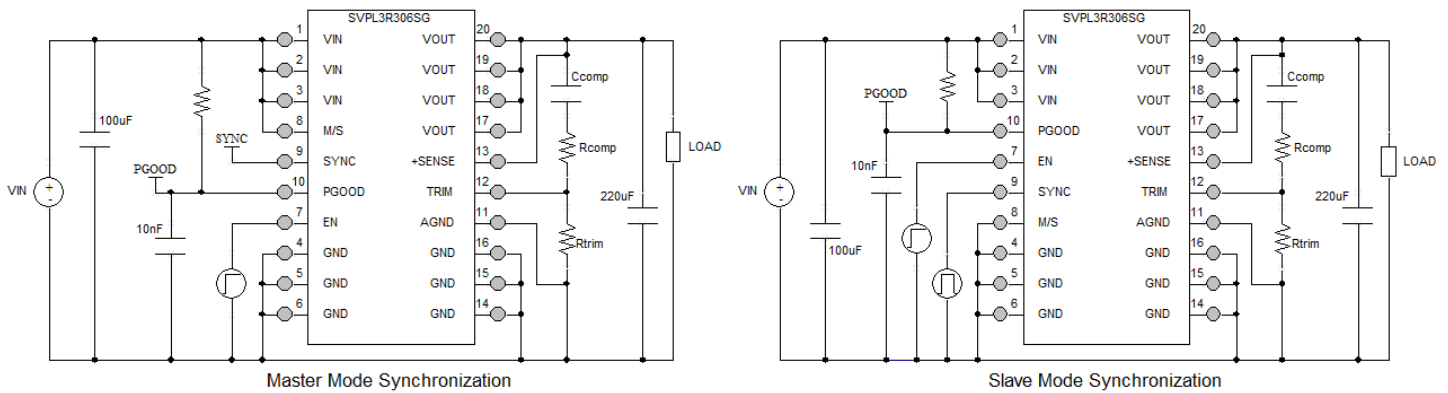 SVPL3R306SG
1 VIN VOUT 20
2 VIN VOUT 19
3 VIN VOUT 18
8 M/S VOUT 17
9 SYNC +SENSE 13
10 PGOOD TRIM 12
7 EN AGND 11
4 GND GND 16
5 GND GND 15
6 GND GND 14
100uF
SYNC
PGOOD
VIN
+
-
10nF
Ccomp
Rcomp
LOAD
220uF
Rtrim
Master Mode Synchronization
SVPL3R306SG
1 VIN VOUT 20
2 VIN VOUT 19
3 VIN VOUT 18
10 PGOOD VOUT 17
7 EN +SENSE 13
9 SYNC TRIM 12
8 M/S AGND 11
4 GND GND 16
5 GND GND 15
6 GND GND 14
PGOOD
10nF
VIN
+
-
100uF
Ccomp
Rcomp
LOAD
220uF
Rtrim
Slave Mode Synchronization